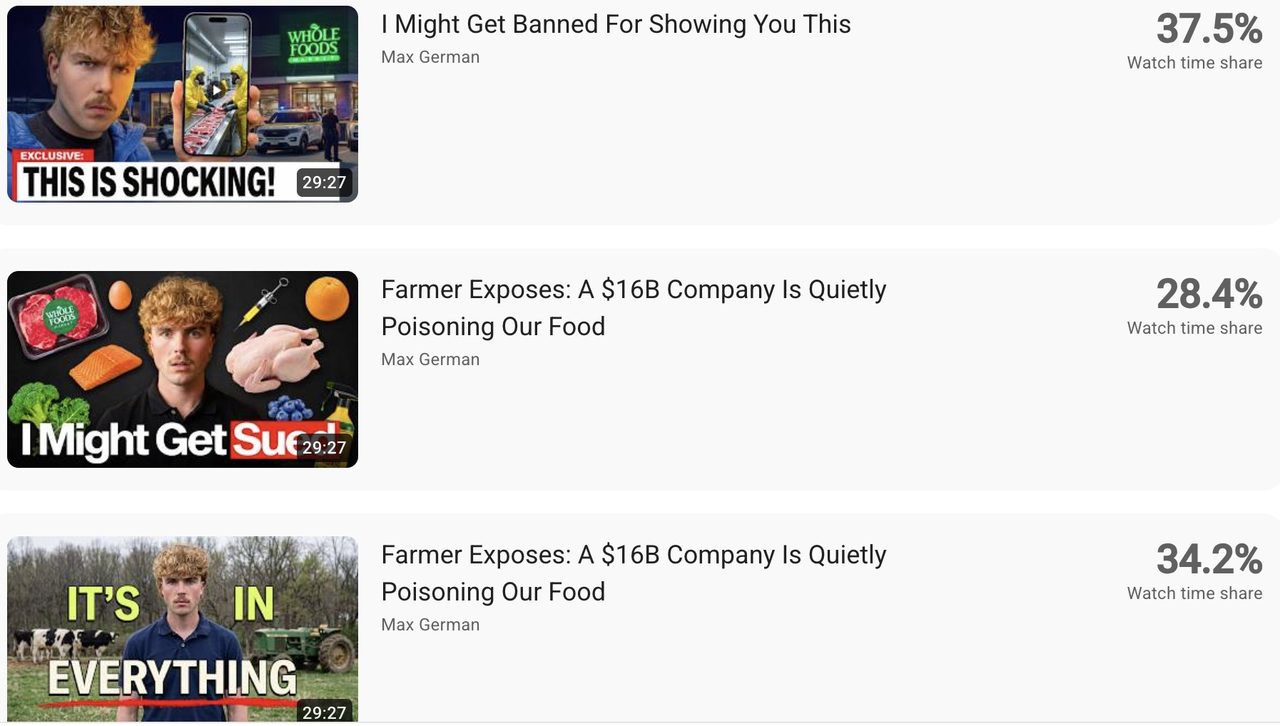 I Might Get Banned For Showing You This
Max German
37.5%
Watch time share
WHOLE
FOODS
MARKET
EXCLUSIVE:
THIS IS SHOCKING!
29:27
Farmer Exposes: A $16B Company Is Quietly
Poisoning Our Food
Max German
28.4%
Watch time share
WHOLE
FOODS
MARKET
I Might Get Sued
29:27
Farmer Exposes: A $16B Company Is Quietly
Poisoning Our Food
Max German
34.2%
Watch time share
IT'S IN
EVERYTHING
29:27